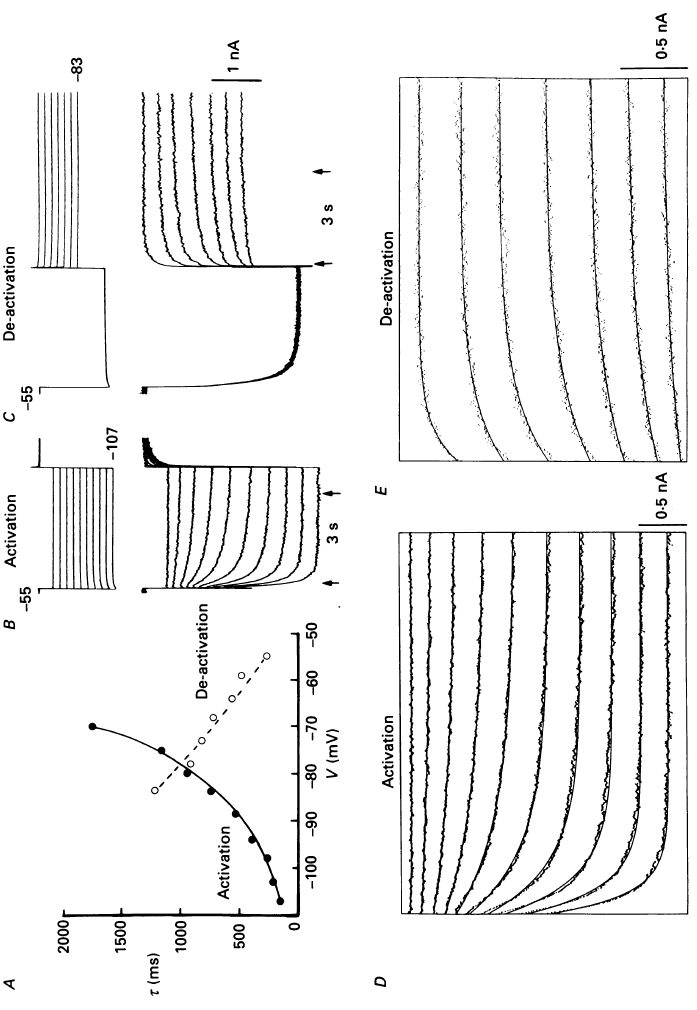 A
τ (ms)
2000
1500
1000
500
0
Activation
De-activation
−100
−90
−80
−70
−60
−50
V (mV)
B
Activation
−55
−107
3 s
C
De-activation
−55
−83
1 nA
3 s
D
Activation
0·5 nA
E
De-activation
0·5 nA